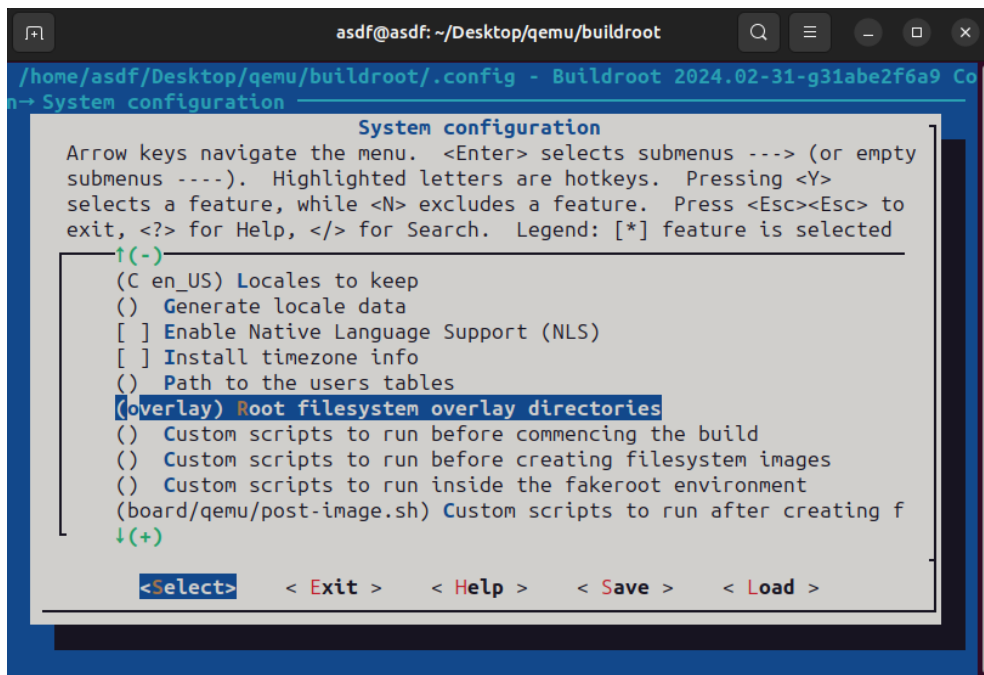 asdf@asdf: ~/Desktop/qemu/buildroot
/home/asdf/Desktop/qemu/buildroot/.config - Buildroot 2024.02-31-g31abe2f6a9 Co
n→ System configuration
System configuration
Arrow keys navigate the menu.  <Enter> selects submenus ---> (or empty
submenus ----).  Highlighted letters are hotkeys.  Pressing <Y>
selects a feature, while <N> excludes a feature.  Press <Esc><Esc> to
exit, <?> for Help, </> for Search.  Legend: [*] feature is selected
↑(-)
(C en_US) Locales to keep
()  Generate locale data
[ ] Enable Native Language Support (NLS)
[ ] Install timezone info
()  Path to the users tables
(overlay) Root filesystem overlay directories
()  Custom scripts to run before commencing the build
()  Custom scripts to run before creating filesystem images
()  Custom scripts to run inside the fakeroot environment
(board/qemu/post-image.sh) Custom scripts to run after creating f
↓(+)
<Select>    < Exit >    < Help >    < Save >    < Load >